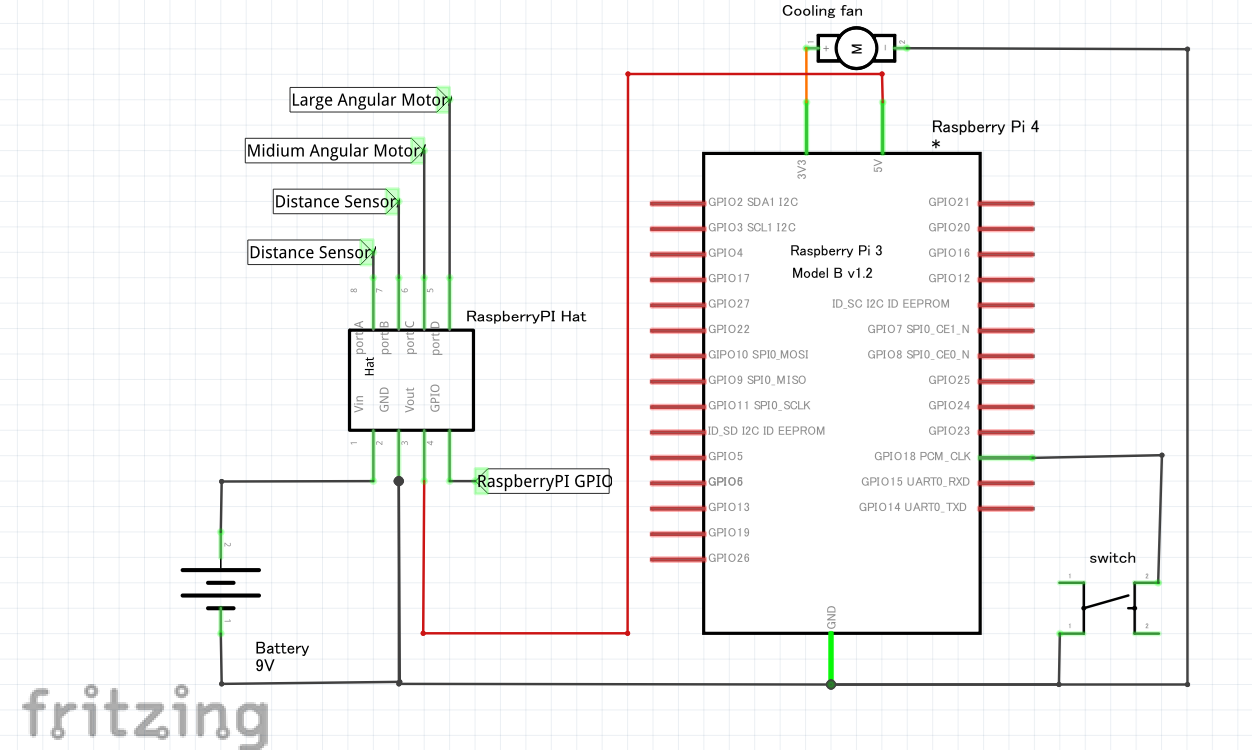 Cooling fan
1
+
M
-
2
Large Angular Motor
Midium Angular Motor
Distance Sensor
Distance Sensor
Raspberry Pi 4
*
3V3
5V
GPIO2 SDA1 I2C
GPIO21
GPIO3 SCL1 I2C
GPIO20
GPIO4
Raspberry Pi 3
GPIO16
GPIO17
Model B v1.2
GPIO12
GPIO27
ID_SC I2C ID EEPROM
GPIO22
GPIO7 SPI0_CE1_N
GIPO10 SPI0_MOSI
GPIO8 SPI0_CE0_N
GPIO9 SPI0_MISO
GPIO25
GPIO11 SPI0_SCLK
GPIO24
ID_SD I2C ID EEPROM
GPIO23
GPIO5
GPIO18 PCM_CLK
GPIO6
GPIO15 UART0_RXD
GPIO13
GPIO14 UART0_TXD
GPIO19
GPIO26
GND
8
7
6
5
RaspberryPI Hat
port A
port B
port C
port D
Hat
Vin
GND
Vout
GPIO
1
2
3
4
RaspberryPI GPIO
2
1
Battery
9V
switch
1
2
1
2
fritzing